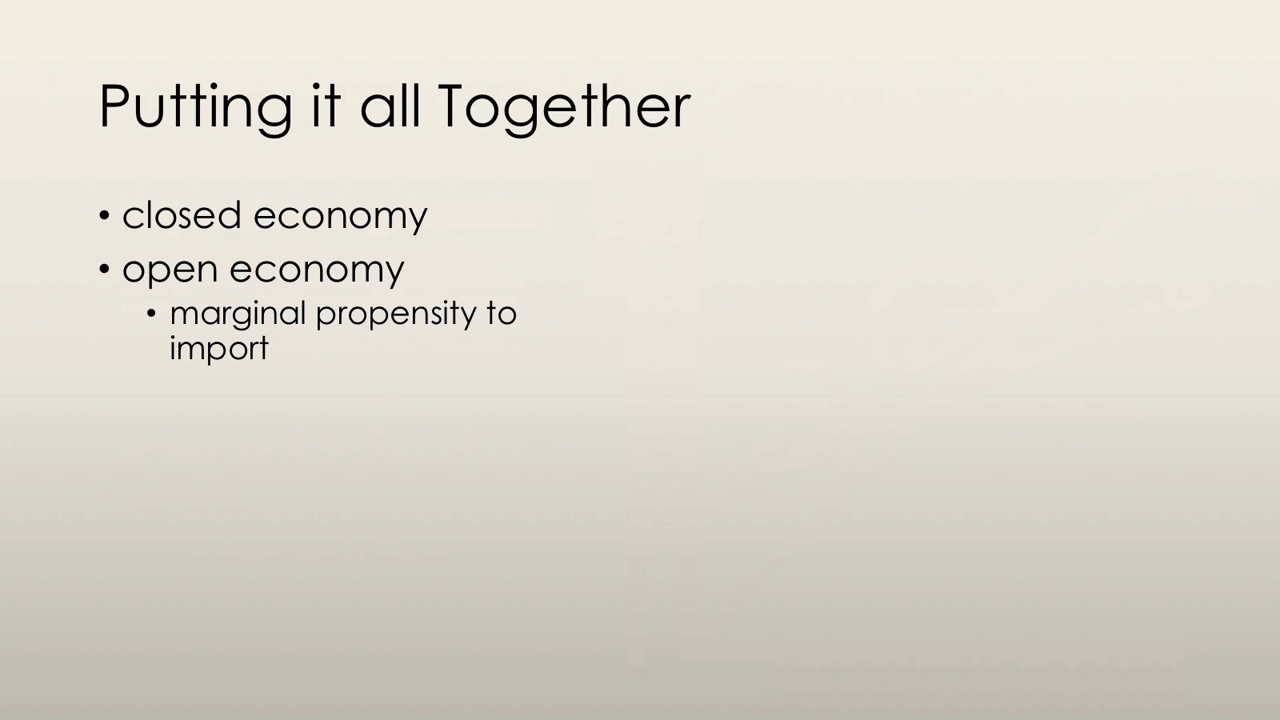 Putting it all Together
• closed economy
• open economy
• marginal propensity to
import